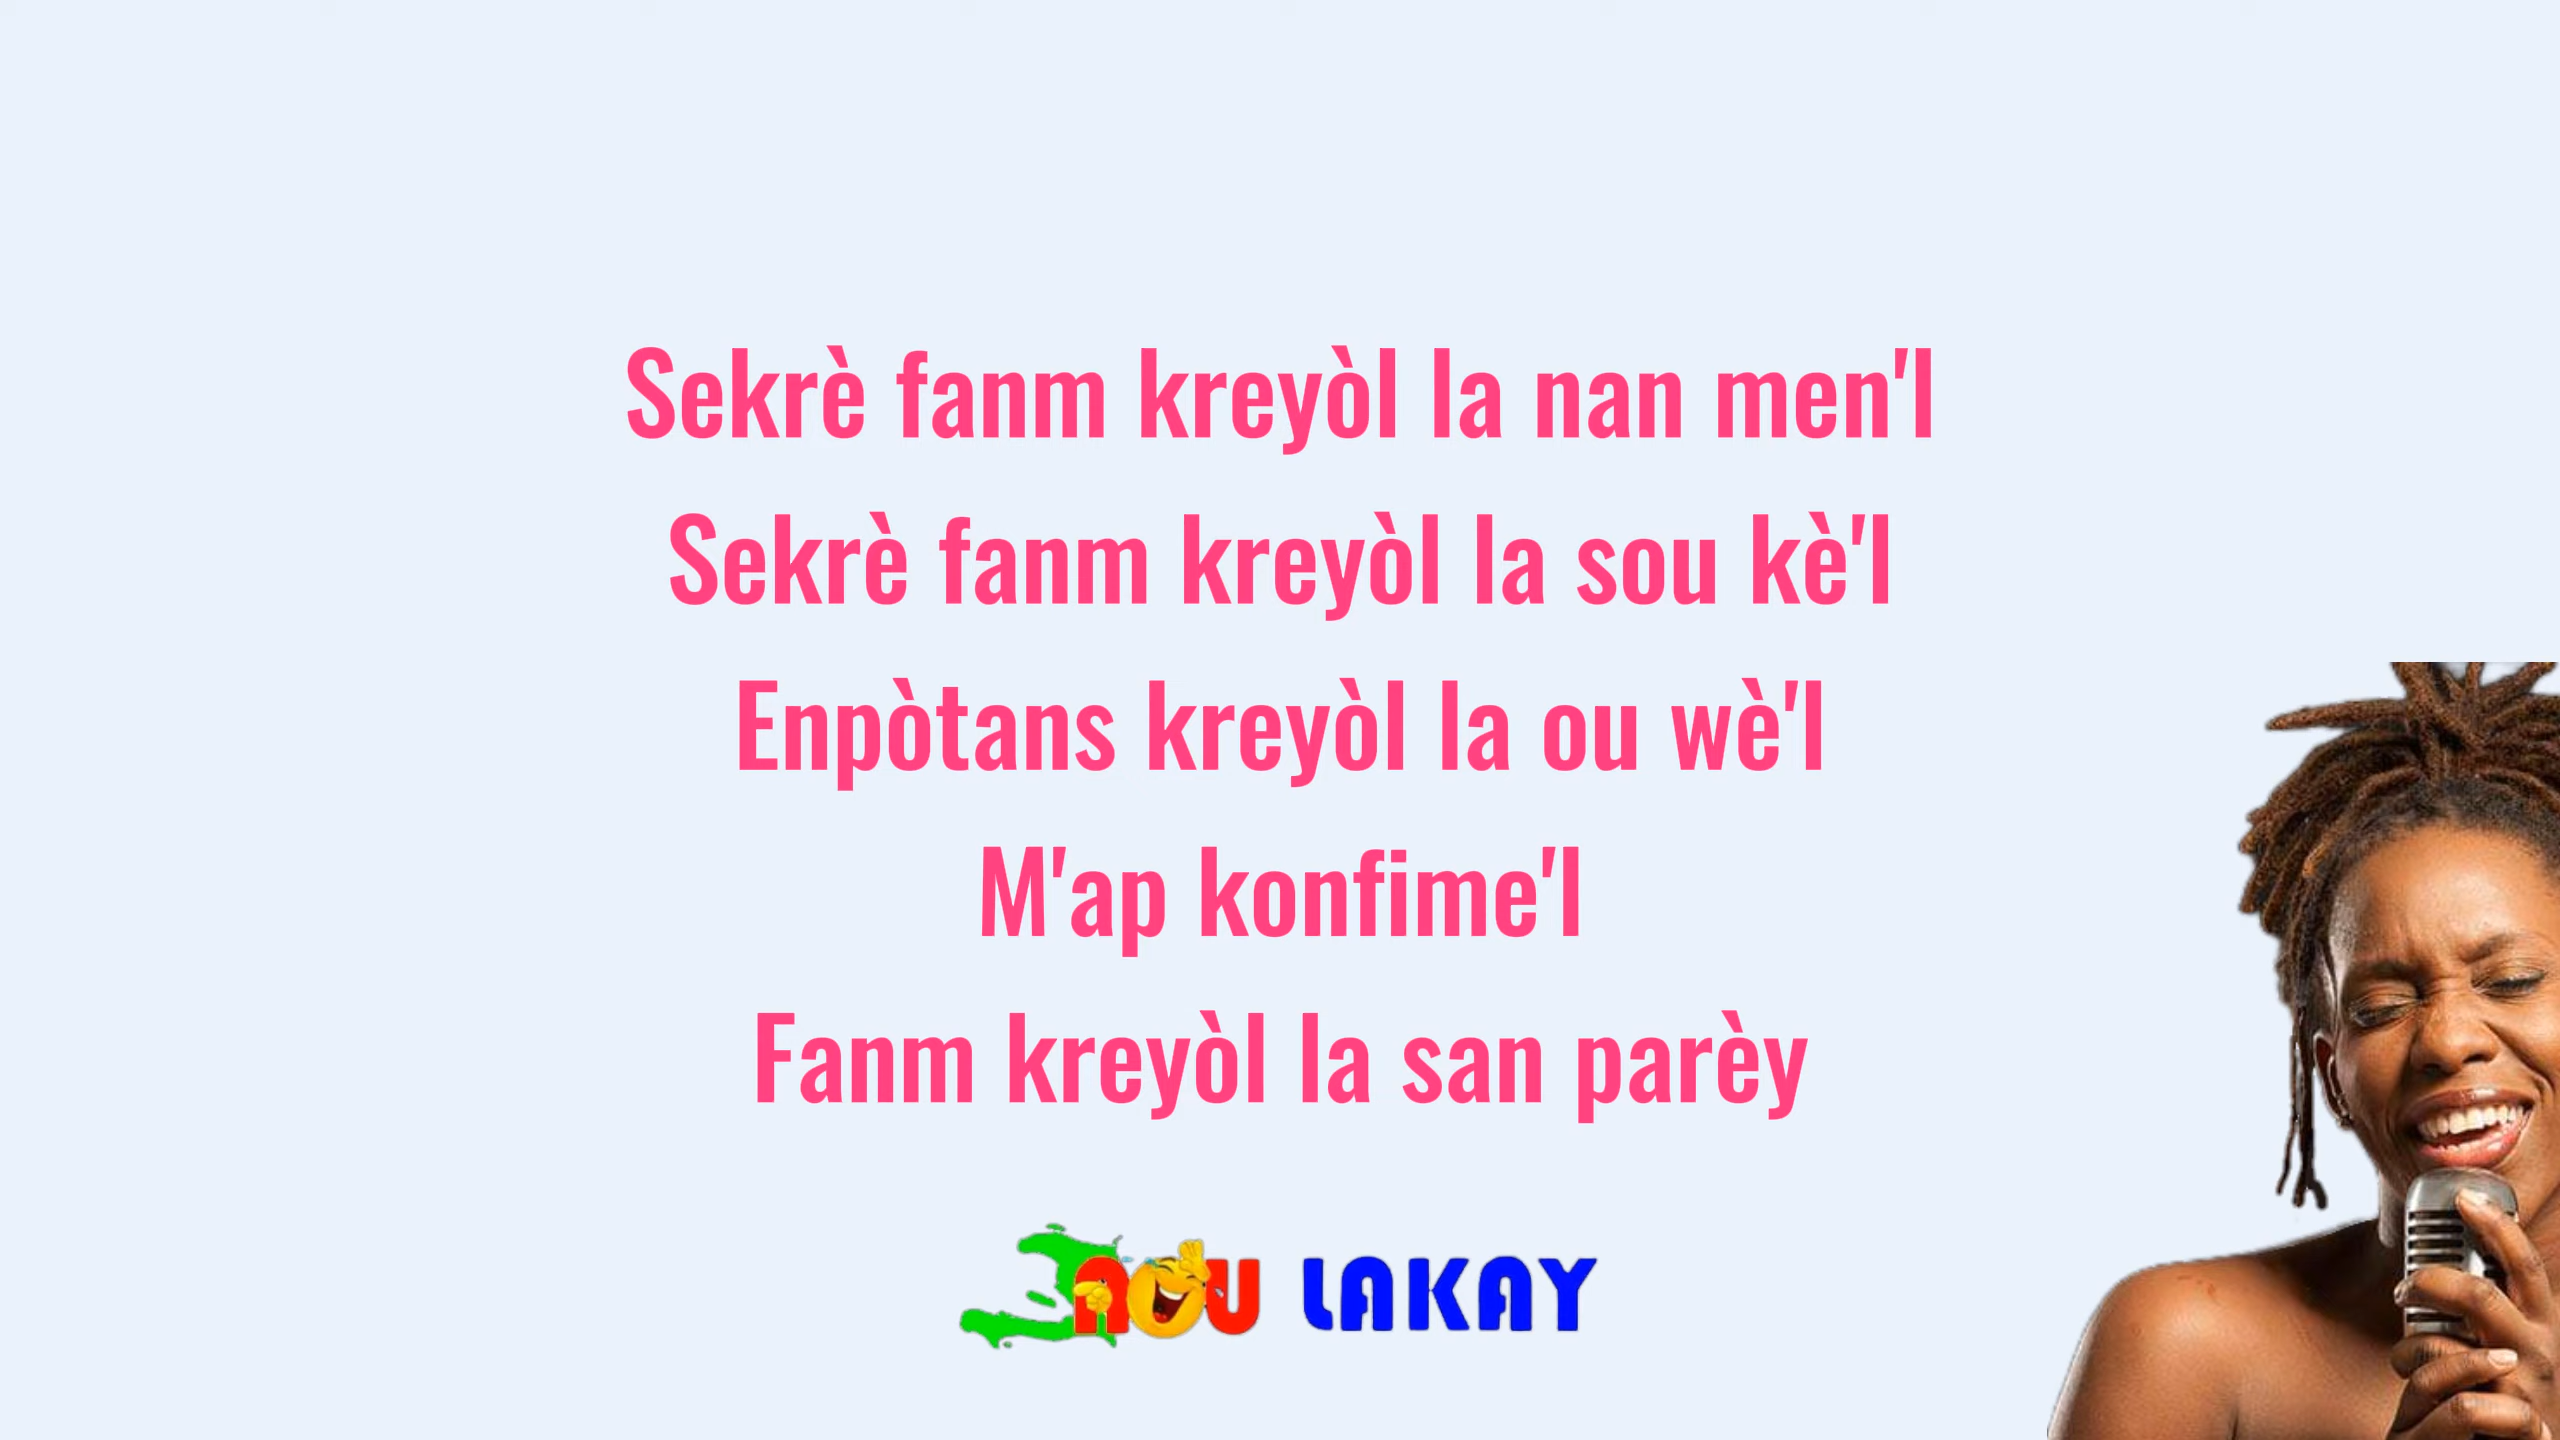 Sekrè fanm kreyòl la nan men'l
Sekrè fanm kreyòl la sou kè'l
Enpòtans kreyòl la ou wè'l
M'ap konfime'l
Fanm kreyòl la san parèy
NOU LAKAY